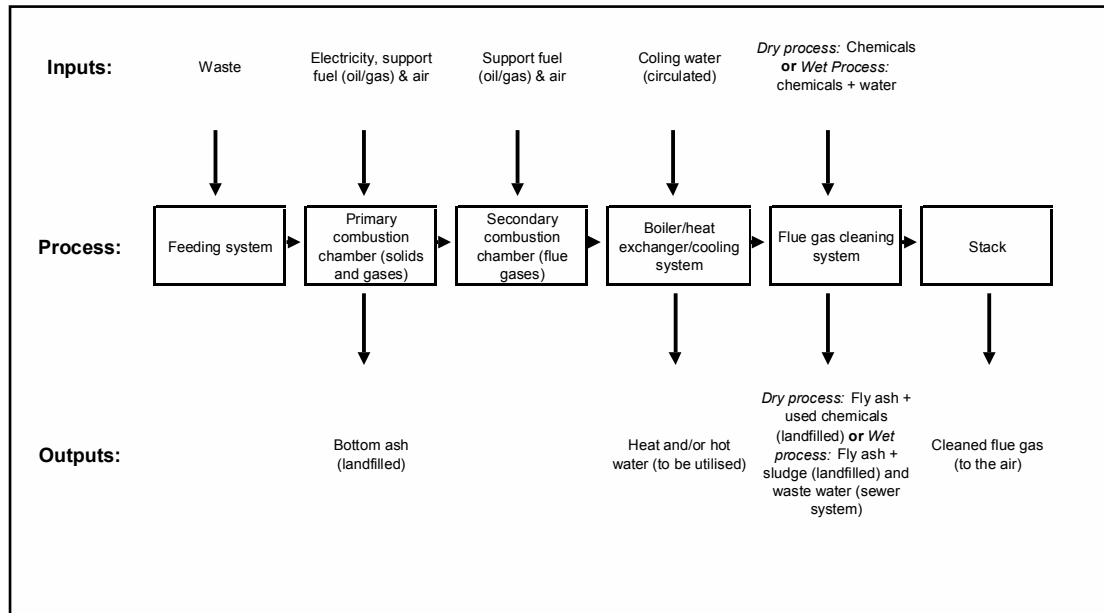 Inputs:
Waste
Electricity, support
fuel (oil/gas) & air
Support fuel
(oil/gas) & air
Coling water
(circulated)
Dry process: Chemicals
or Wet Process:
chemicals + water
Process:
Feeding system
Primary
combustion
chamber (solids
and gases)
Secondary
combustion
chamber (flue
gases)
Boiler/heat
exchanger/cooling
system
Flue gas cleaning
system
Stack
Outputs:
Bottom ash
(landfilled)
Heat and/or hot
water (to be utilised)
Dry process: Fly ash +
used chemicals
(landfilled) or Wet
process: Fly ash +
sludge (landfilled) and
waste water (sewer
system)
Cleaned flue gas
(to the air)